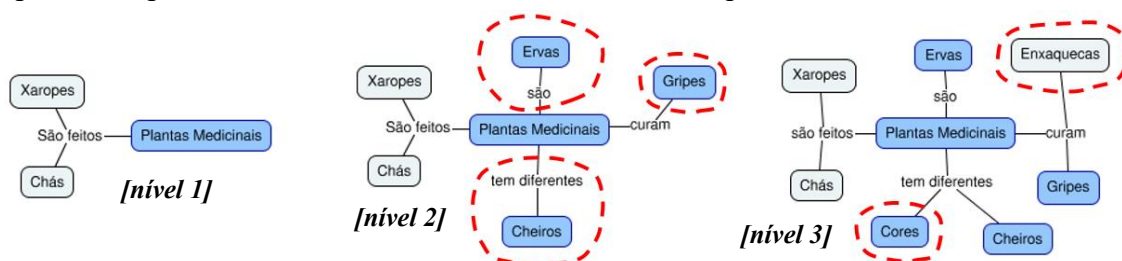 Xaropes
São feitos
Plantas Medicinais
Chás
[nível 1]
Ervas
são
Gripes
Xaropes
São feitos
Plantas Medicinais
curam
Chás
tem diferentes
Cheiros
[nível 2]
Ervas
Enxaquecas
Xaropes
são
são feitos
Plantas Medicinais
curam
Chás
tem diferentes
Gripes
Cores
Cheiros
[nível 3]